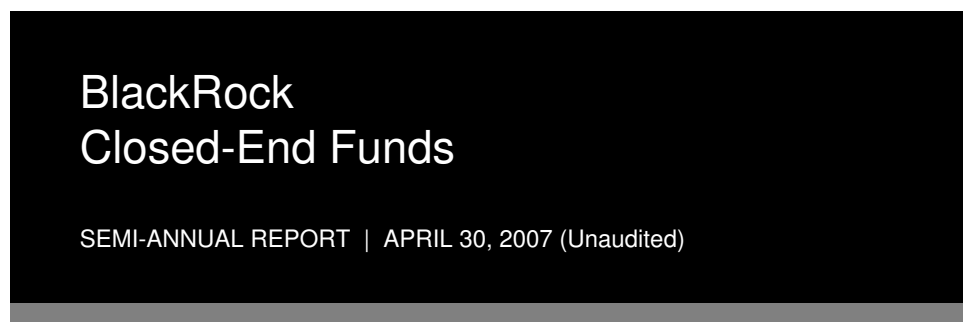 BlackRock
Closed-End Funds
SEMI-ANNUAL REPORT | APRIL 30, 2007 (Unaudited)